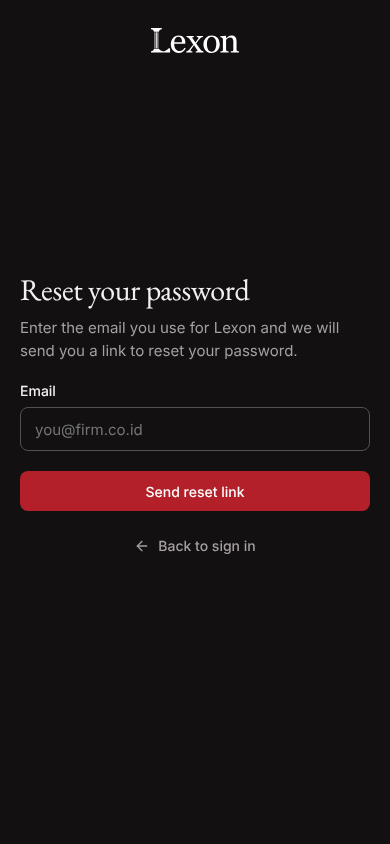 Lexon
Reset your password
Enter the email you use for Lexon and we will
send you a link to reset your password.
Email
you@firm.co.id
Send reset link
← Back to sign in